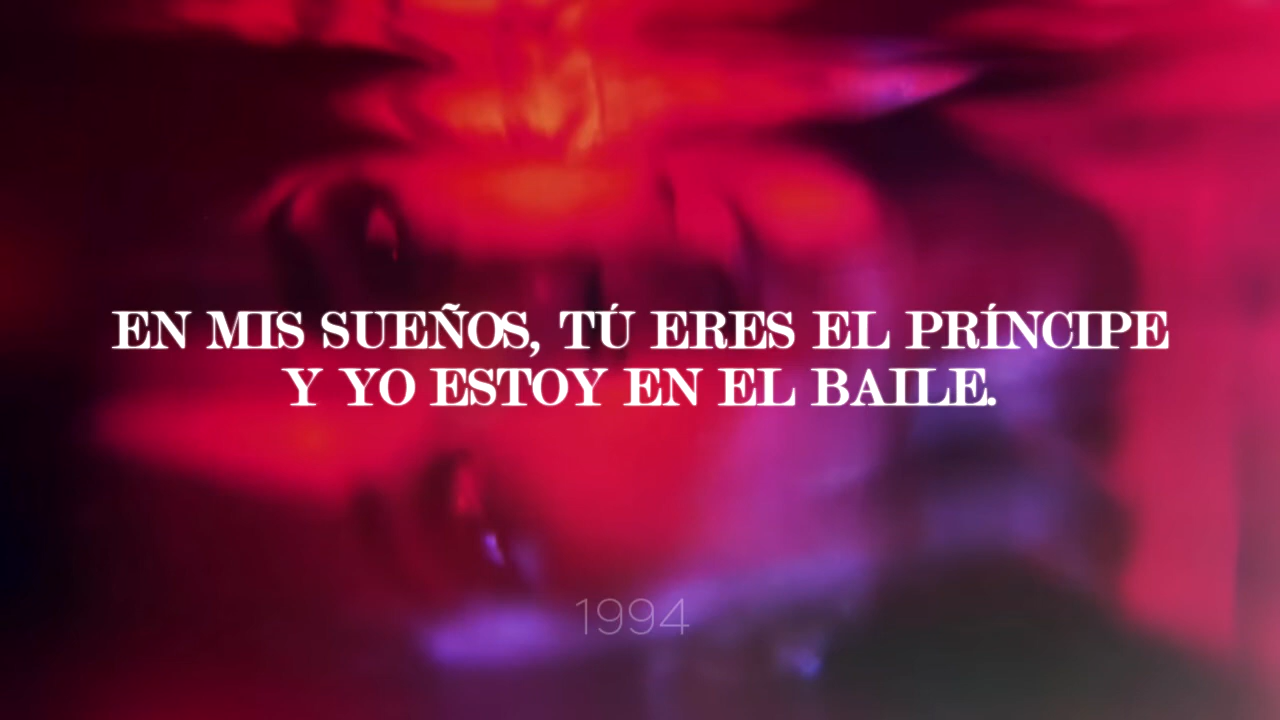 EN MIS SUEÑOS, TÚ ERES EL PRÍNCIPE
Y YO ESTOY EN EL BAILE.
1994